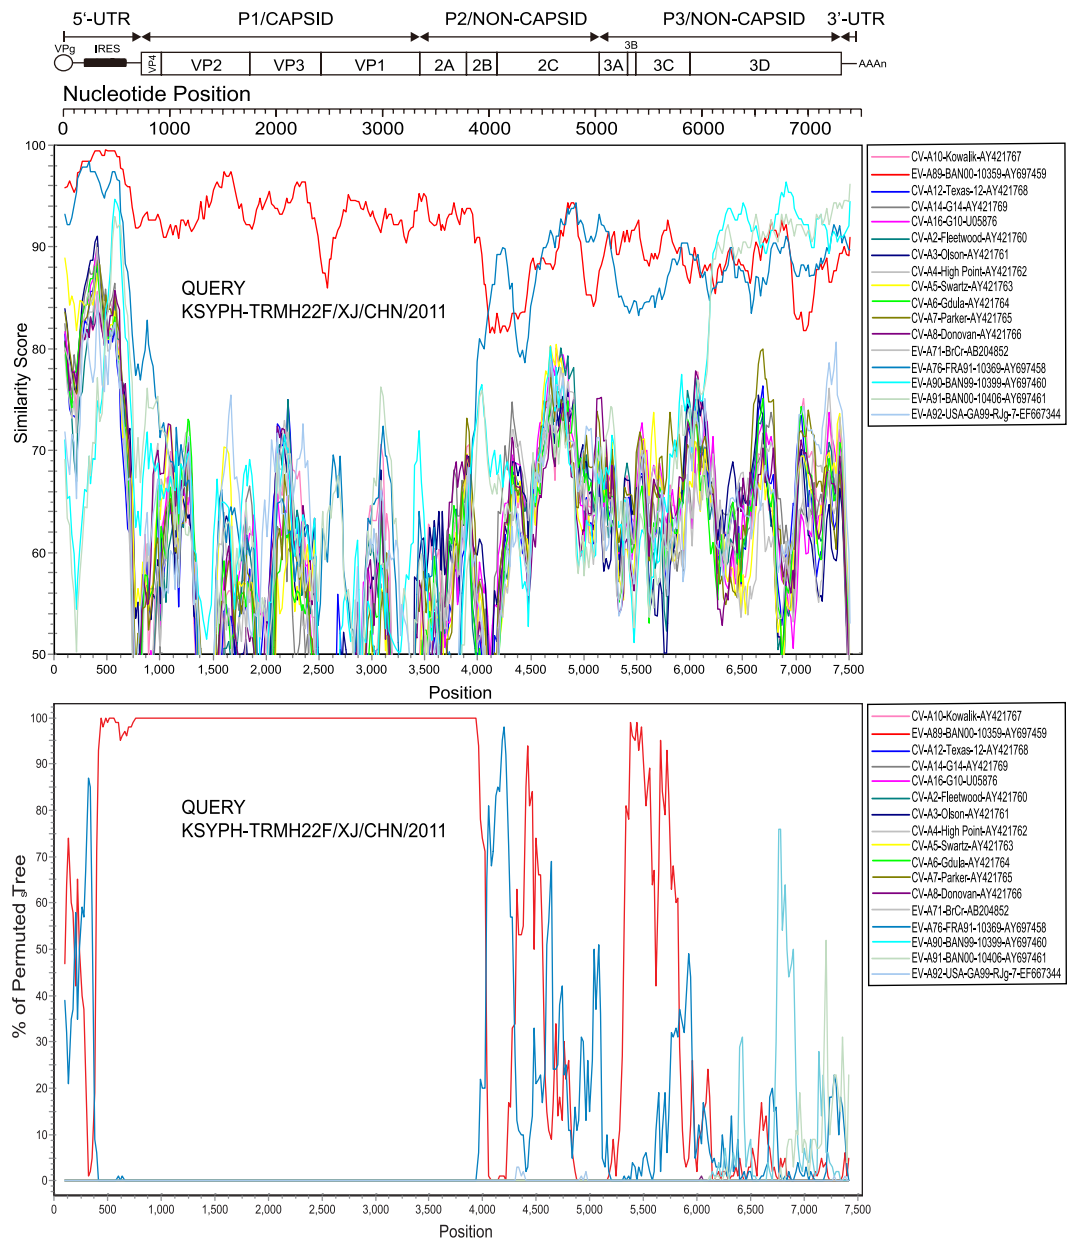 5‘-UTR P1/CAPSID P2/NON-CAPSID P3/NON-CAPSID 3’-UTR
VPg IRES 3B
VP4 VP2 VP3 VP1 2A 2B 2C 3A 3C 3D AAAn
Nucleotide Position
0 1000 2000 3000 4000 5000 6000 7000
100
90
80
70
60
50
Similarity Score
QUERY
KSYPH-TRMH22F/XJ/CHN/2011
0 500 1,000 1,500 2,000 2,500 3,000 3,500 4,000 4,500 5,000 5,500 6,000 6,500 7,000 7,500
Position
CV-A10-Kowalik-AY421767
EV-A89-BAN00-10359-AY697459
CV-A12-Texas-12-AY421768
CV-A14-G14-AY421769
CV-A16-G10-U05876
CV-A2-Fleetwood-AY421760
CV-A3-Olson-AY421761
CV-A4-High Point-AY421762
CV-A5-Swartz-AY421763
CV-A6-Gdula-AY421764
CV-A7-Parker-AY421765
CV-A8-Donovan-AY421766
EV-A71-BrCr-AB204852
EV-A76-FRA91-10369-AY697458
EV-A90-BAN99-10399-AY697460
EV-A91-BAN00-10406-AY697461
EV-A92-USA-GA99-RJg-7-EF667344
100
90
80
70
60
50
40
30
20
10
0
% of Permuted Trees
QUERY
KSYPH-TRMH22F/XJ/CHN/2011
0 500 1,000 1,500 2,000 2,500 3,000 3,500 4,000 4,500 5,000 5,500 6,000 6,500 7,000 7,500
Position
CV-A10-Kowalik-AY421767
EV-A89-BAN00-10359-AY697459
CV-A12-Texas-12-AY421768
CV-A14-G14-AY421769
CV-A16-G10-U05876
CV-A2-Fleetwood-AY421760
CV-A3-Olson-AY421761
CV-A4-High Point-AY421762
CV-A5-Swartz-AY421763
CV-A6-Gdula-AY421764
CV-A7-Parker-AY421765
CV-A8-Donovan-AY421766
EV-A71-BrCr-AB204852
EV-A76-FRA91-10369-AY697458
EV-A90-BAN99-10399-AY697460
EV-A91-BAN00-10406-AY697461
EV-A92-USA-GA99-RJg-7-EF667344